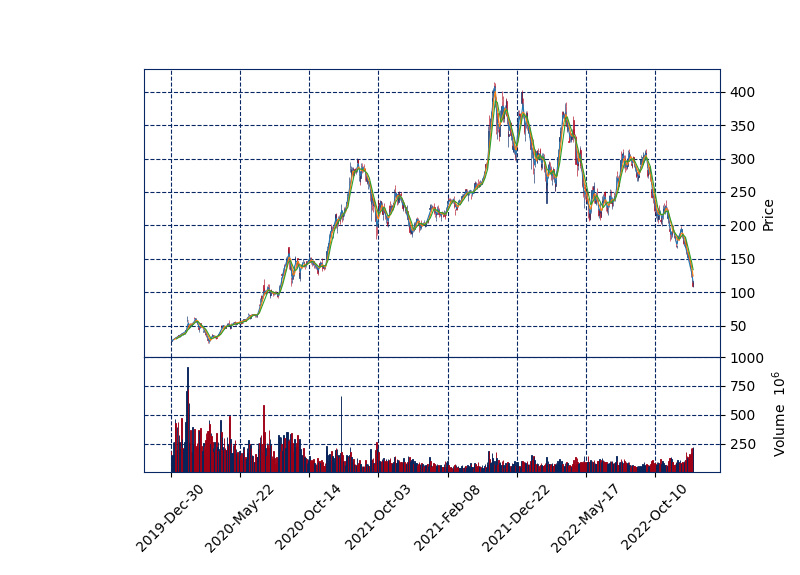 400
350
300
250
200
150
100
50
Price
1000
750
500
250
Volume 10^6
2019-Dec-30
2020-May-22
2020-Oct-14
2021-Oct-03
2021-Feb-08
2021-Dec-22
2022-May-17
2022-Oct-10